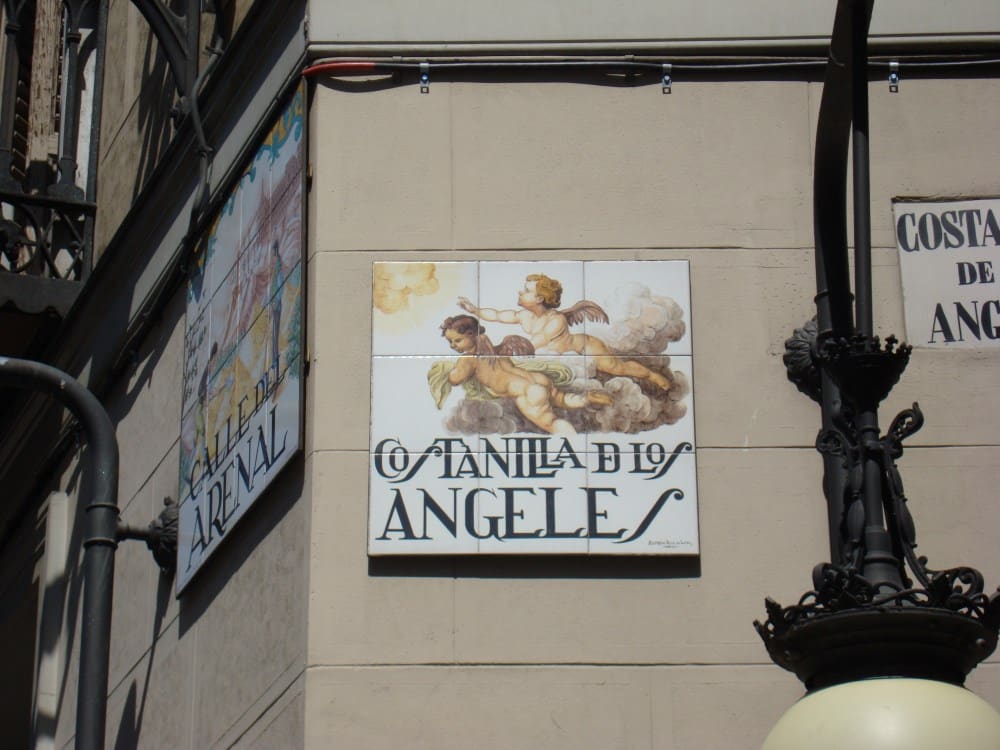 CALLE DEL
ARENAL
COSTANILLA DE LOS
ANGELES
COSTA
DE
ANG